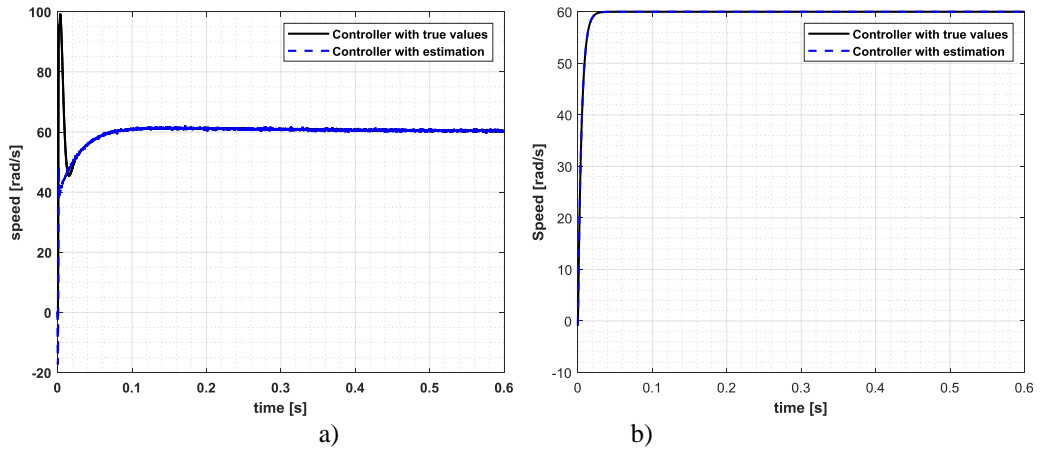 100
80
60
40
20
0
-20
speed [rad/s]
Controller with true values
Controller with estimation
0
0.1
0.2
0.3
0.4
0.5
0.6
time [s]
a)
60
50
40
30
20
10
0
-10
Speed [rad/s]
Controller with true values
Controller with estimation
0
0.1
0.2
0.3
0.4
0.5
0.6
time [s]
b)